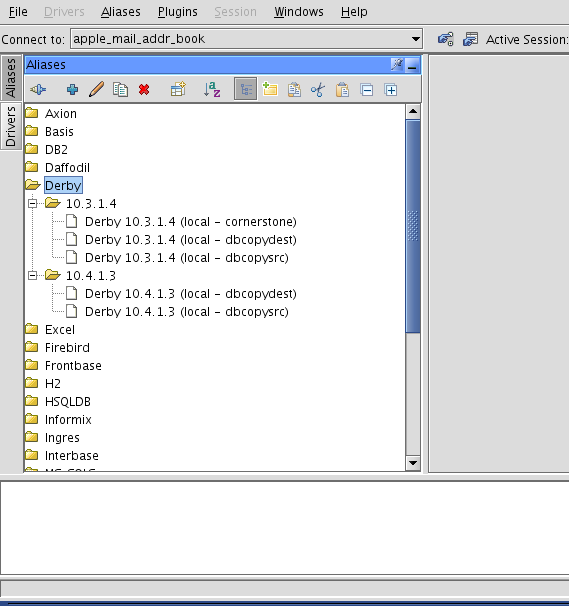 File Drivers Aliases Plugins Session Windows Help
Connect to: apple_mail_addr_book Active Session:
Aliases
Aliases
Drivers
Axion
Basis
DB2
Daffodil
Derby
10.3.1.4
Derby 10.3.1.4 (local – cornerstone)
Derby 10.3.1.4 (local – dbcopydest)
Derby 10.3.1.4 (local – dbcopysrc)
10.4.1.3
Derby 10.4.1.3 (local – dbcopydest)
Derby 10.4.1.3 (local – dbcopysrc)
Excel
Firebird
Frontbase
H2
HSQLDB
Informix
Ingres
Interbase